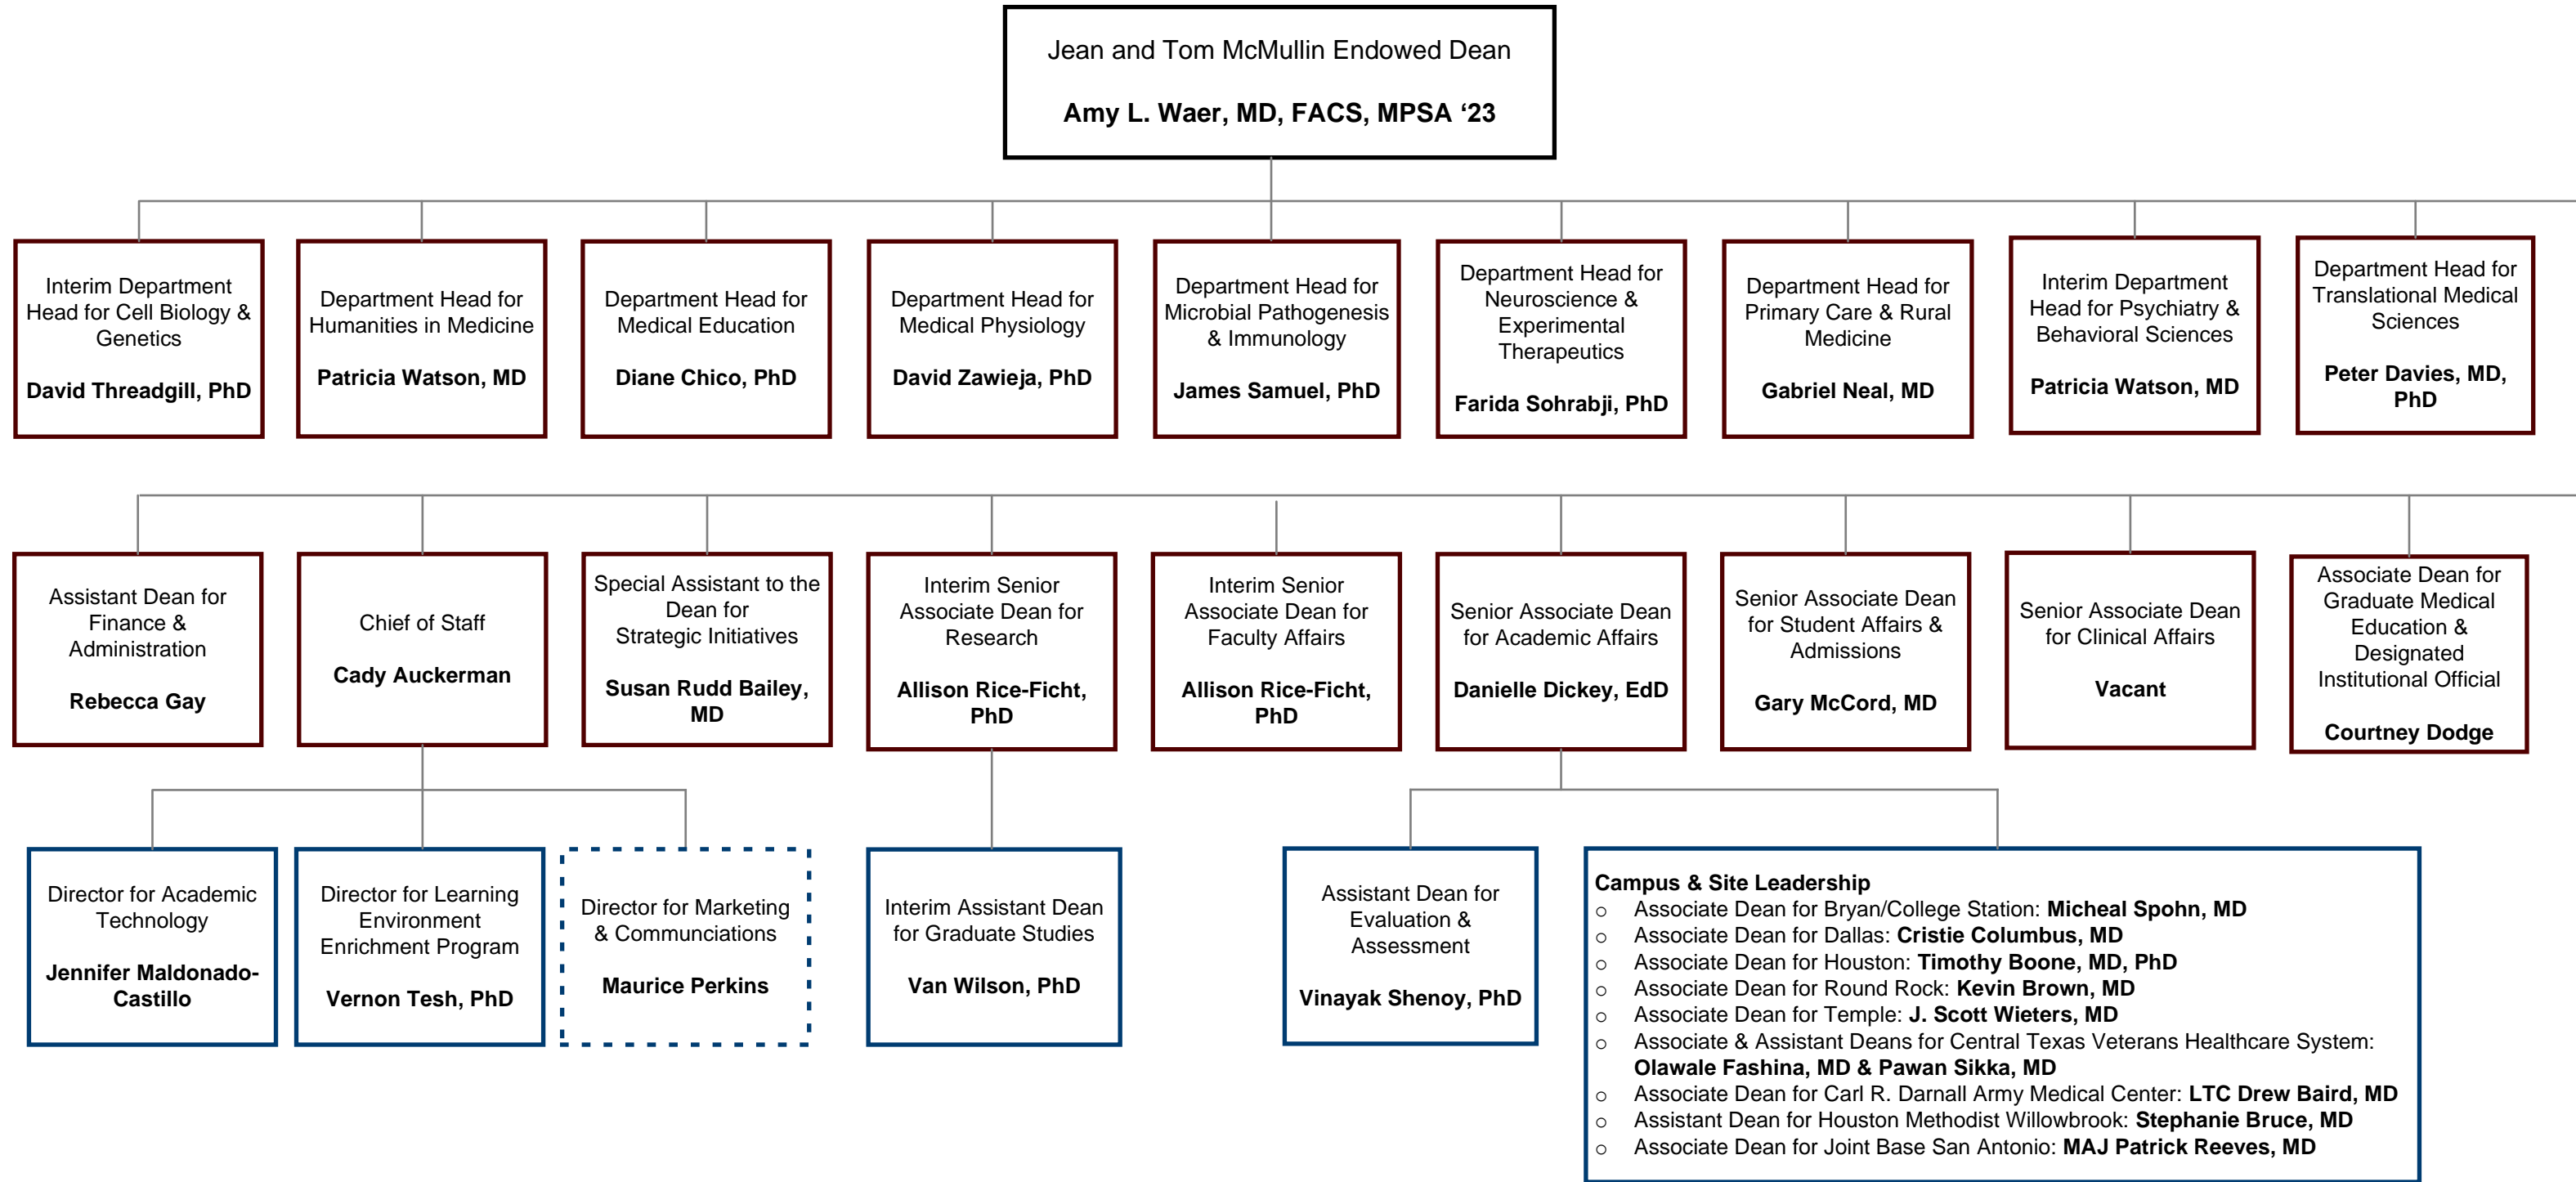 Jean and Tom McMullin Endowed Dean
Amy L. Waer, MD, FACS, MPSA ‘23
Interim Department
Head for Cell Biology &
Genetics
David Threadgill, PhD
Department Head for
Humanities in Medicine
Patricia Watson, MD
Department Head for
Medical Education
Diane Chico, PhD
Department Head for
Medical Physiology
David Zawieja, PhD
Department Head for
Microbial Pathogenesis
& Immunology
James Samuel, PhD
Department Head for
Neuroscience &
Experimental
Therapeutics
Farida Sohrabji, PhD
Department Head for
Primary Care & Rural
Medicine
Gabriel Neal, MD
Interim Department
Head for Psychiatry &
Behavioral Sciences
Patricia Watson, MD
Department Head for
Translational Medical
Sciences
Peter Davies, MD,
PhD
Assistant Dean for
Finance &
Administration
Rebecca Gay
Chief of Staff
Cady Auckerman
Special Assistant to the
Dean for
Strategic Initiatives
Susan Rudd Bailey,
MD
Interim Senior
Associate Dean for
Research
Allison Rice-Ficht,
PhD
Interim Senior
Associate Dean for
Faculty Affairs
Allison Rice-Ficht,
PhD
Senior Associate Dean
for Academic Affairs
Danielle Dickey, EdD
Senior Associate Dean
for Student Affairs &
Admissions
Gary McCord, MD
Senior Associate Dean
for Clinical Affairs
Vacant
Associate Dean for
Graduate Medical
Education &
Designated
Institutional Official
Courtney Dodge
Director for Academic
Technology
Jennifer Maldonado-
Castillo
Director for Learning
Environment
Enrichment Program
Vernon Tesh, PhD
Director for Marketing
& Communciations
Maurice Perkins
Interim Assistant Dean
for Graduate Studies
Van Wilson, PhD
Assistant Dean for
Evaluation &
Assessment
Vinayak Shenoy, PhD
Campus & Site Leadership
o Associate Dean for Bryan/College Station: Micheal Spohn, MD
o Associate Dean for Dallas: Cristie Columbus, MD
o Associate Dean for Houston: Timothy Boone, MD, PhD
o Associate Dean for Round Rock: Kevin Brown, MD
o Associate Dean for Temple: J. Scott Wieters, MD
o Associate & Assistant Deans for Central Texas Veterans Healthcare System:
Olawale Fashina, MD & Pawan Sikka, MD
o Associate Dean for Carl R. Darnall Army Medical Center: LTC Drew Baird, MD
o Assistant Dean for Houston Methodist Willowbrook: Stephanie Bruce, MD
o Associate Dean for Joint Base San Antonio: MAJ Patrick Reeves, MD